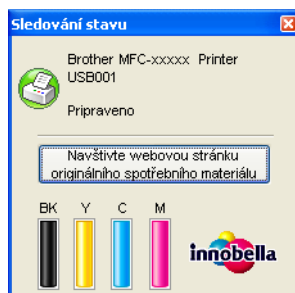 Sledování stavu
Brother MFC-xxxxx Printer
USB001
Pripraveno
Navštivte webovou stránku
originálního spotřebního materiálu
BK Y C M
innobella